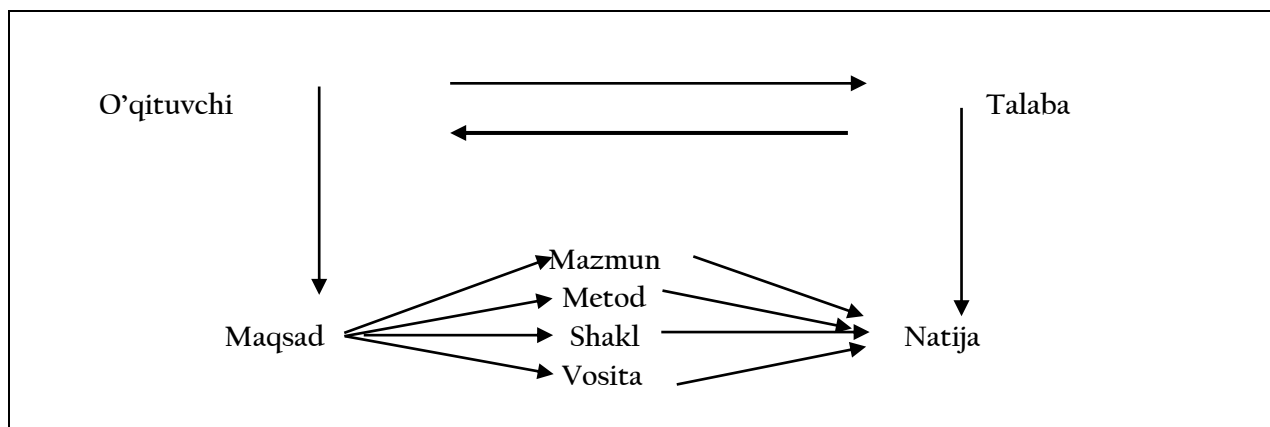 O’qituvchi Talaba
Mazmun
Metod
Maqsad Shakl Natija
Vosita